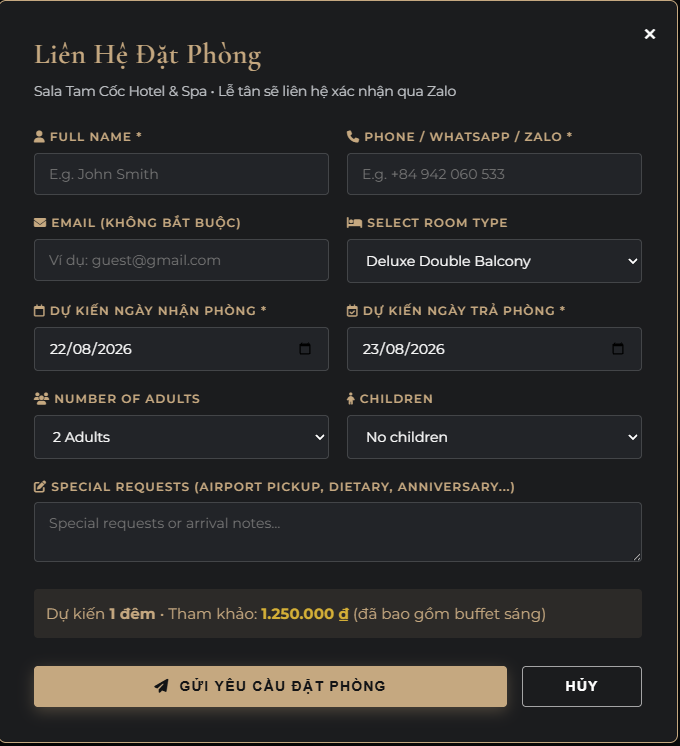 Liên Hệ Đặt Phòng
Sala Tam Cốc Hotel & Spa • Lễ tân sẽ liên hệ xác nhận qua Zalo
FULL NAME *
PHONE / WHATSAPP / ZALO *
E.g. John Smith
E.g. +84 942 060 533
EMAIL (KHÔNG BẮT BUỘC)
SELECT ROOM TYPE
Ví dụ: guest@gmail.com
Deluxe Double Balcony
DỰ KIẾN NGÀY NHẬN PHÒNG *
DỰ KIẾN NGÀY TRẢ PHÒNG *
22/08/2026
23/08/2026
NUMBER OF ADULTS
CHILDREN
2 Adults
No children
SPECIAL REQUESTS (AIRPORT PICKUP, DIETARY, ANNIVERSARY...)
Special requests or arrival notes...
Dự kiến 1 đêm • Tham khảo: 1.250.000 ₫ (đã bao gồm buffet sáng)
GỬI YÊU CẦU ĐẶT PHÒNG
HỦY